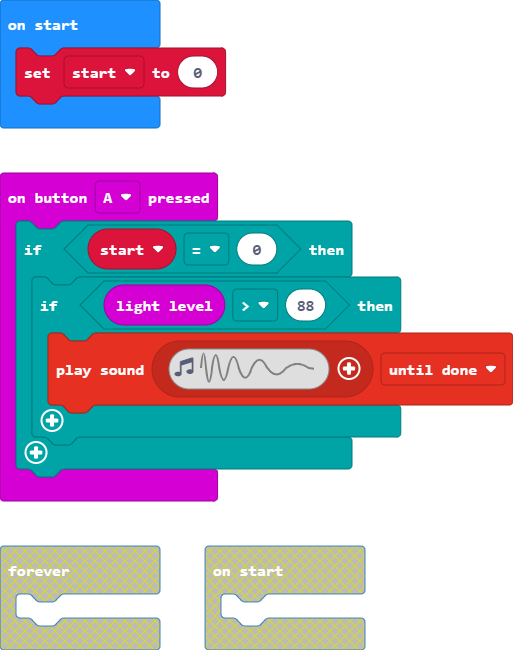 on start
set start to 0
on button A pressed
if start = 0 then
if light level > 88 then
play sound until done
forever on start